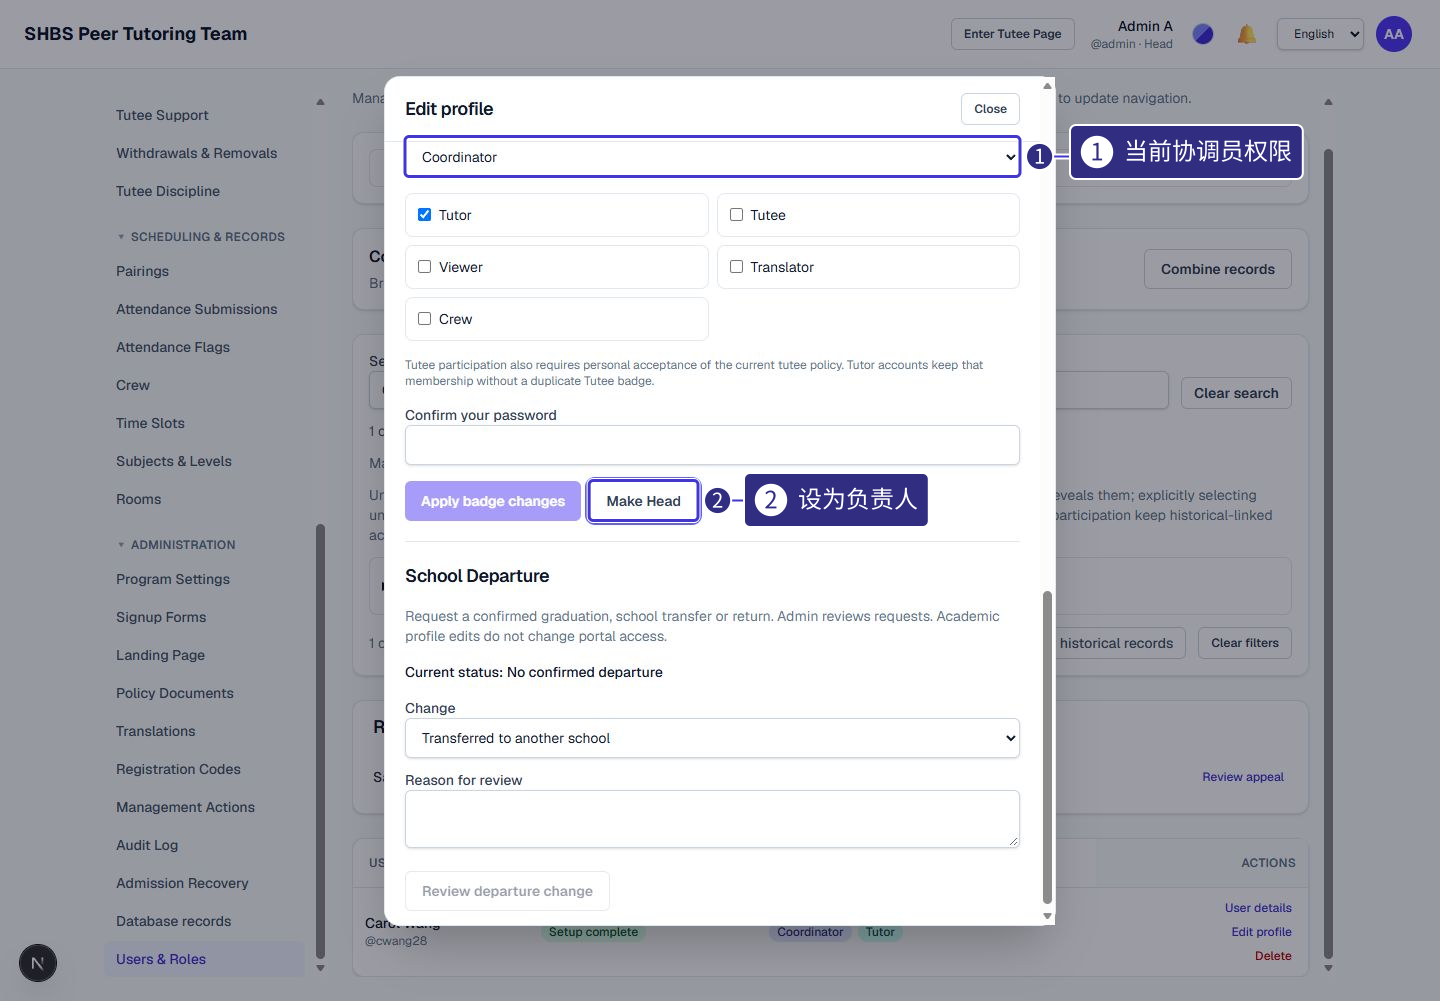 SHBS Peer Tutoring Team
Enter Tutee Page
Admin A
@admin · Head
English
AA
Tutee Support
Withdrawals & Removals
Tutee Discipline
SCHEDULING & RECORDS
Pairings
Attendance Submissions
Attendance Flags
Crew
Time Slots
Subjects & Levels
Rooms
ADMINISTRATION
Program Settings
Signup Forms
Landing Page
Policy Documents
Translations
Registration Codes
Management Actions
Audit Log
Admission Recovery
Database records
Users & Roles
N
to update navigation.
Combine records
Clear search
eveals them; explicitly selecting
articipation keep historical-linked
historical records
Clear filters
Review appeal
ACTIONS
Carol Wang
@cwang28
Setup complete
Coordinator
Tutor
User details
Edit profile
Delete
Edit profile
Close
Coordinator
1
1 当前协调员权限
Tutor
Tutee
Viewer
Translator
Crew
Tutee participation also requires personal acceptance of the current tutee policy. Tutor accounts keep that
membership without a duplicate Tutee badge.
Confirm your password
Apply badge changes
Make Head
2
2 设为负责人
School Departure
Request a confirmed graduation, school transfer or return. Admin reviews requests. Academic
profile edits do not change portal access.
Current status: No confirmed departure
Change
Transferred to another school
Reason for review
Review departure change